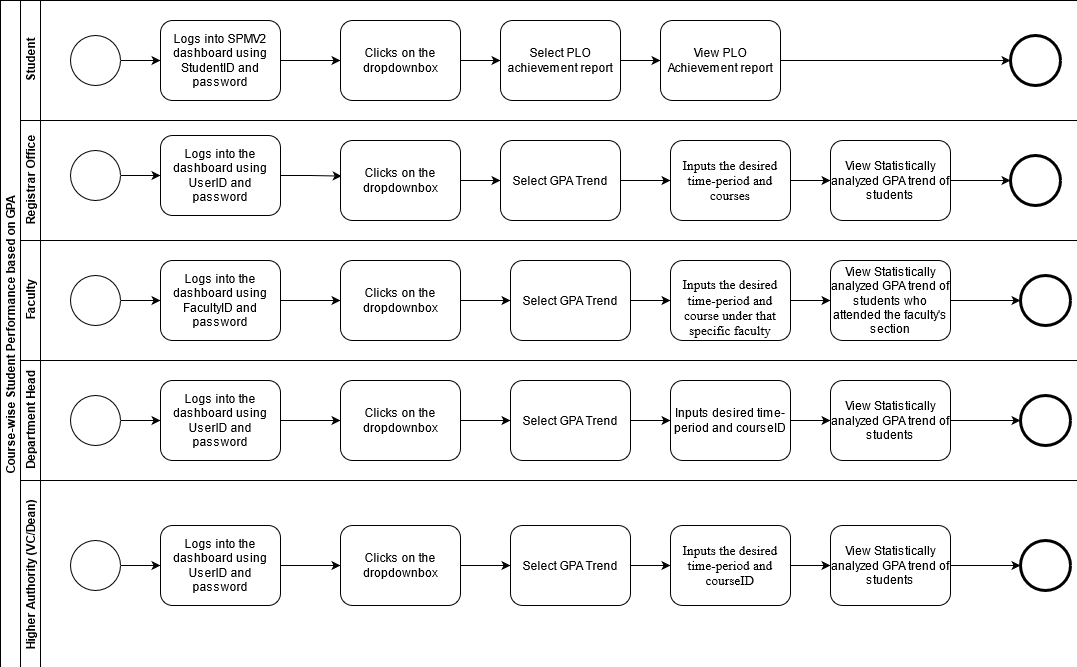 Course-wise Student Performance based on GPA
Student
Logs into SPMV2
dashboard using
StudentID and
password
Clicks on the
dropdownbox
Select PLO
achievement report
View PLO
Achievement report
Registrar Office
Logs into the
dashboard using
UserID and
password
Clicks on the
dropdownbox
Select GPA Trend
Inputs the desired
time-period and
courses
View Statistically
analyzed GPA trend of
students
Faculty
Logs into the
dashboard using
FacultyID and
password
Clicks on the
dropdownbox
Select GPA Trend
Inputs the desired
time-period and
course under that
specific faculty
View Statistically
analyzed GPA trend of
students who
attended the faculty's
section
Department Head
Logs into the
dashboard using
UserID and
password
Clicks on the
dropdownbox
Select GPA Trend
Inputs desired time-
period and courseID
View Statistically
analyzed GPA trend of
students
Higher Authority (VC/Dean)
Logs into the
dashboard using
UserID and
password
Clicks on the
dropdownbox
Select GPA Trend
Inputs the desired
time-period and
courseID
View Statistically
analyzed GPA trend of
students